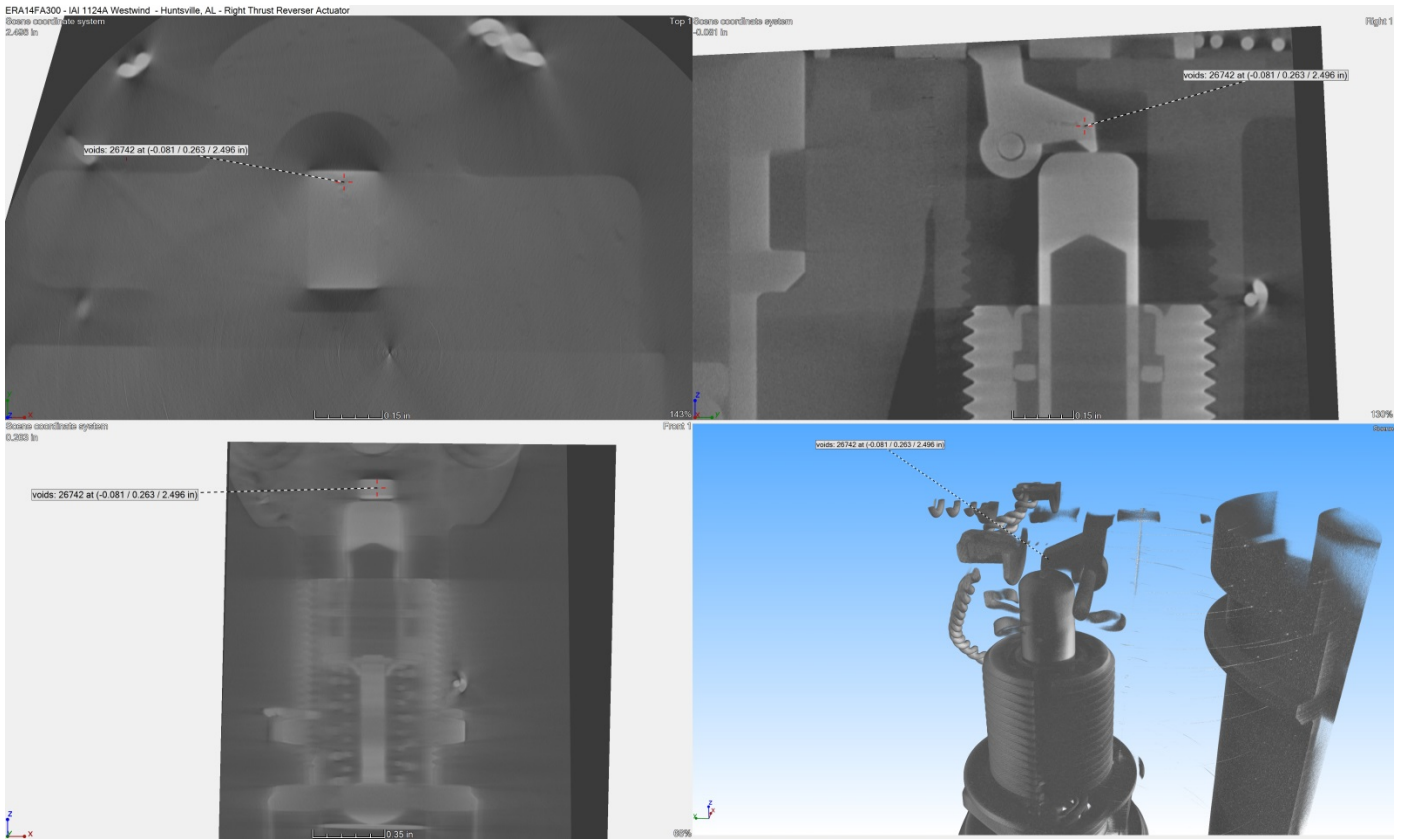 ERA14FA300 - IAI 1124A Westwind - Huntsville, AL - Right Thrust Reverser Actuator
Scene coordinate system
2.496 in
Top 1
voids: 26742 at (-0.081 / 0.263 / 2.496 in)
0.15 in
143%
x
Scene coordinate system
-0.081 in
Right 1
voids: 26742 at (-0.081 / 0.263 / 2.496 in)
z
y
0.15 in
130%
Scene coordinate system
0.263 in
Front 1
voids: 26742 at (-0.081 / 0.263 / 2.496 in)
z
x
0.35 in
voids: 26742 at (-0.081 / 0.263 / 2.496 in)
z